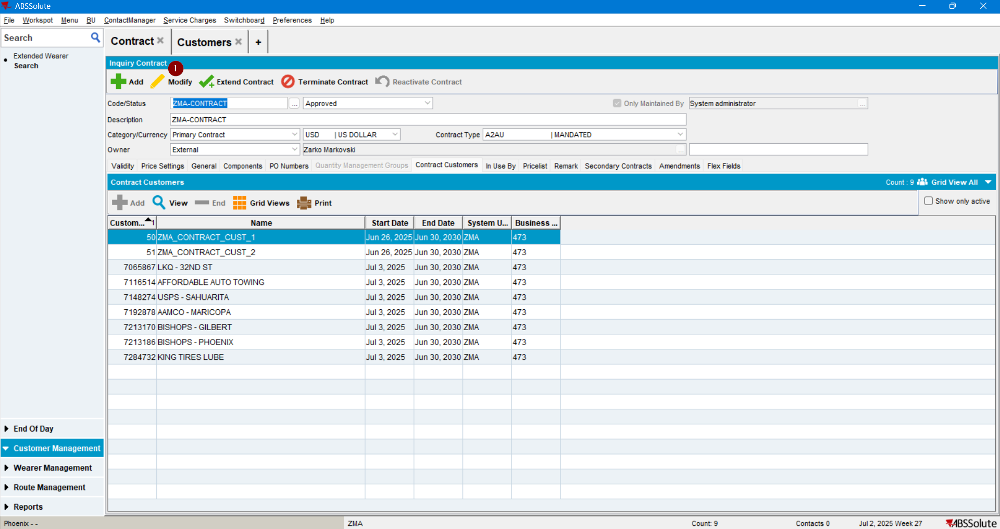 ABSSolute
File Workspot Menu BU ContactManager Service Charges Switchboard Preferences Help
Search
Extended Wearer
Search
Contract Customers +
Inquiry Contract
1
Add Modify Extend Contract Terminate Contract Reactivate Contract
Code/Status ZMA-CONTRACT ... Approved Only Maintained By System administrator ...
Description ZMA-CONTRACT
Category/Currency Primary Contract USD | US DOLLAR Contract Type A2AU | MANDATED
Owner External Zarko Markovski ...
Validity Price Settings General Components PO Numbers Quantity Management Groups Contract Customers In Use By Pricelist Remark Secondary Contracts Amendments Flex Fields
Contract Customers Count : 9 Grid View All
Add View End Grid Views Print Show only active
Custom... 1 Name Start Date End Date System U... Business ...
50 ZMA_CONTRACT_CUST_1 Jun 26, 2025 Jun 30, 2030 ZMA 473
51 ZMA_CONTRACT_CUST_2 Jun 26, 2025 Jun 30, 2030 ZMA 473
7065867 LKQ - 32ND ST Jul 3, 2025 Jun 30, 2030 ZMA 473
7116514 AFFORDABLE AUTO TOWING Jul 3, 2025 Jun 30, 2030 ZMA 473
7148274 USPS - SAHUARITA Jul 3, 2025 Jun 30, 2030 ZMA 473
7192878 AAMCO - MARICOPA Jul 3, 2025 Jun 30, 2030 ZMA 473
7213170 BISHOPS - GILBERT Jul 3, 2025 Jun 30, 2030 ZMA 473
7213186 BISHOPS - PHOENIX Jul 3, 2025 Jun 30, 2030 ZMA 473
7284732 KING TIRES LUBE Jul 3, 2025 Jun 30, 2030 ZMA 473
End Of Day
Customer Management
Wearer Management
Route Management
Reports
Phoenix - - ZMA Count: 9 Contacts 0 Jul 2, 2025 Week 27 ABSSolute